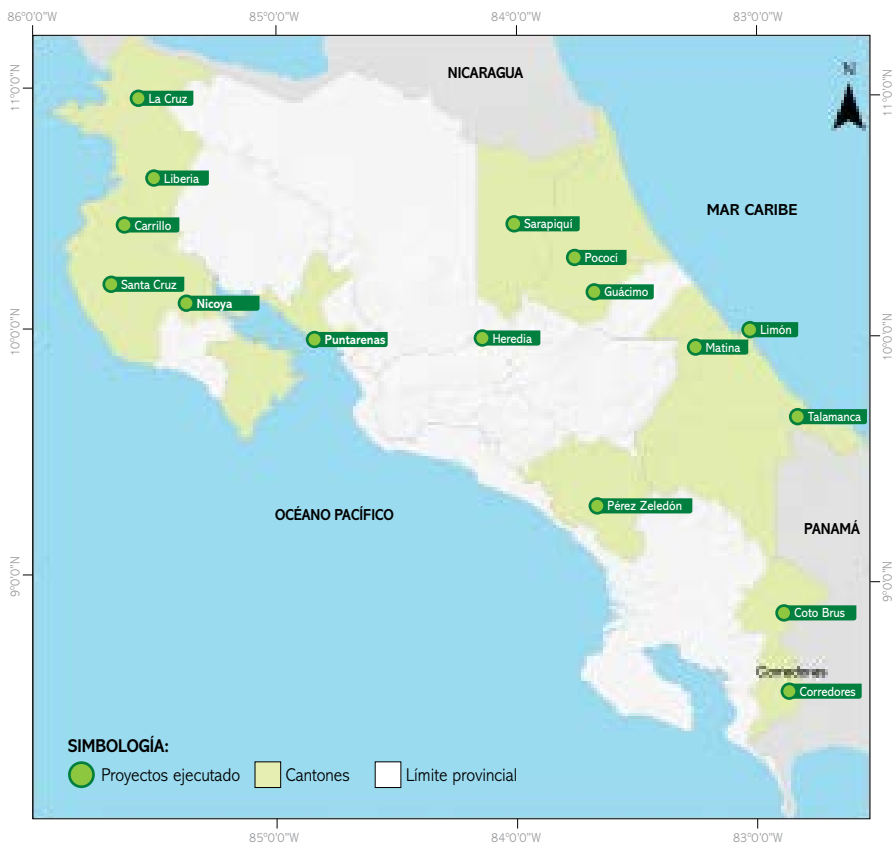 86°0'0"W 85°0'0"W 84°0'0"W 83°0'0"W
11°0'0"N
11°0'0"N
N
NICARAGUA
La Cruz
Liberia
MAR CARIBE
Carrillo
Sarapiquí
Pococí
Santa Cruz
Guácimo
Nicoya
10°0'0"N
10°0'0"N
Limón
Puntarenas
Heredia
Matina
Talamanca
Pérez Zeledón
OCÉANO PACÍFICO
PANAMÁ
9°0'0"N
9°0'0"N
Coto Brus
Corredores
Corredores
SIMBOLOGÍA:
Proyectos ejecutado Cantones Límite provincial
85°0'0"W 84°0'0"W 83°0'0"W